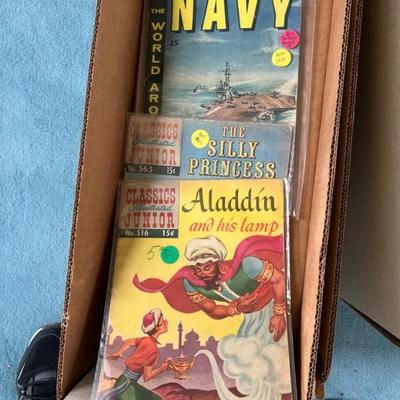 THE
WORLD ARO
NAVY
25
CLASSICS
Illustrated
JUNIOR
No. 565 15¢
THE
SILLY
PRINCESS
CLASSICS
Illustrated
JUNIOR
No. 516 15¢
Aladdin
and his lamp